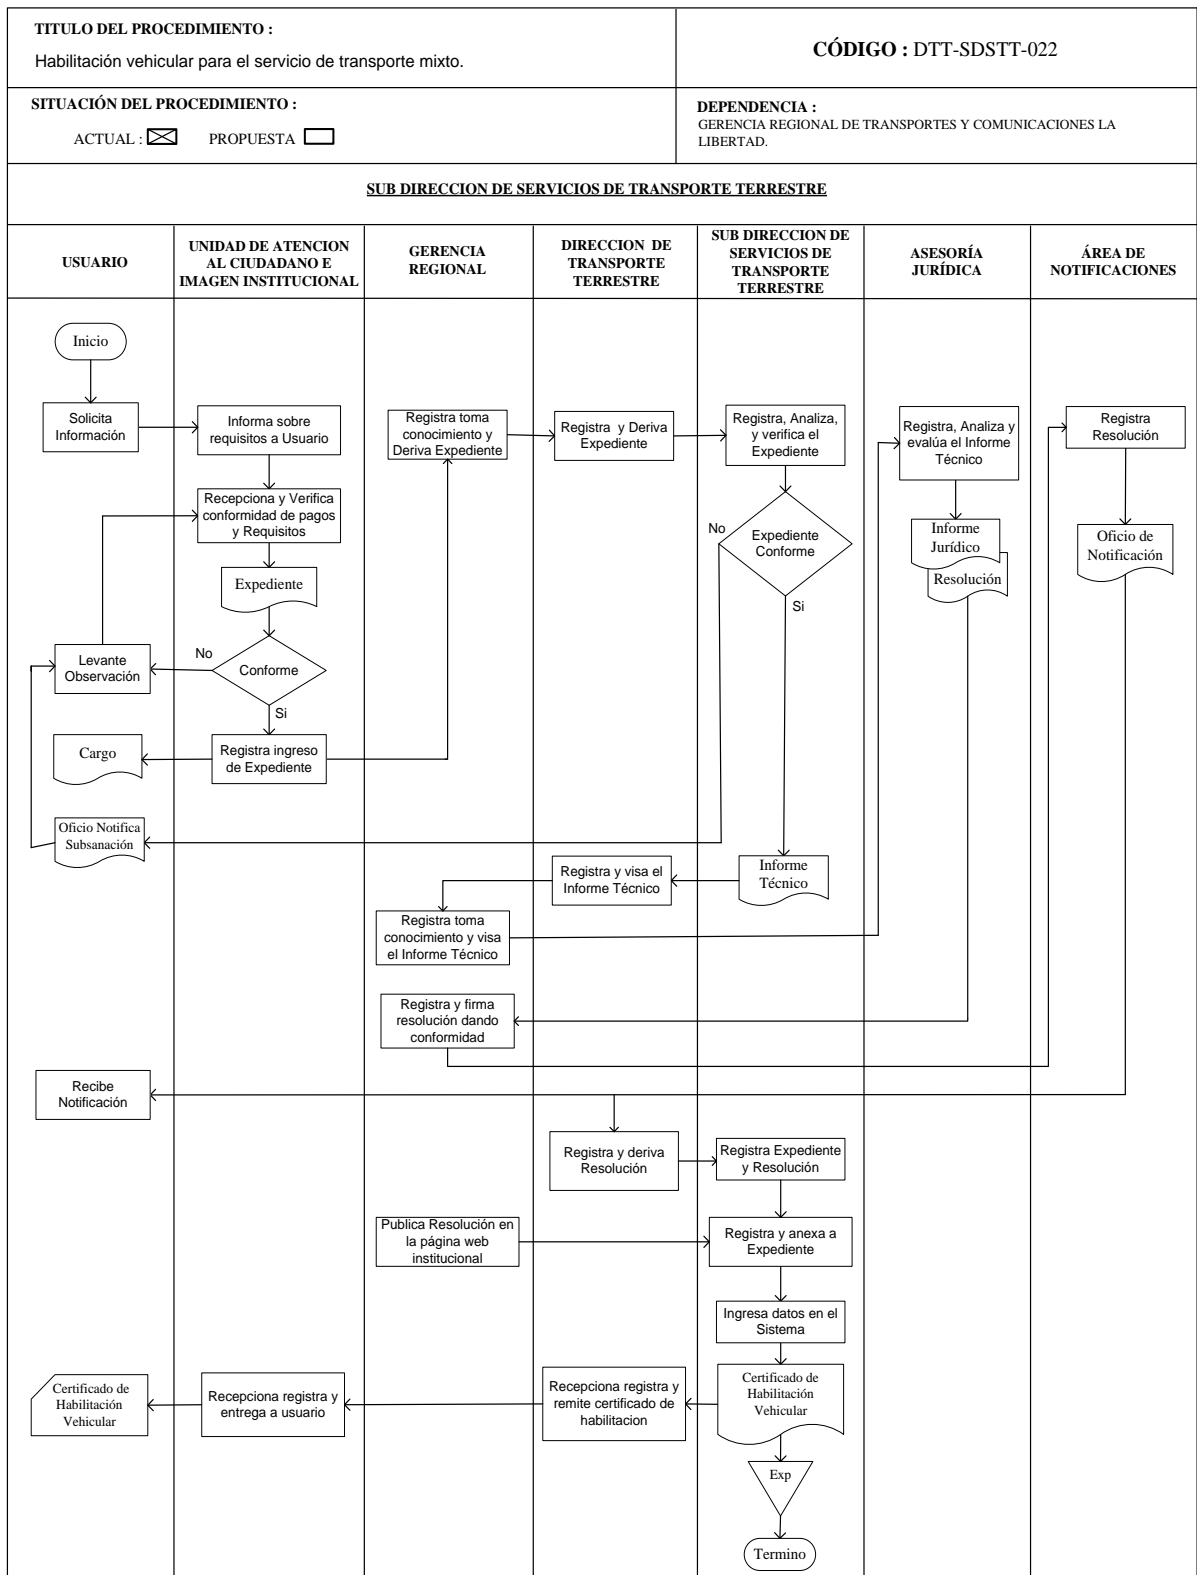 TITULO DEL PROCEDIMIENTO :
Habilitación vehicular para el servicio de transporte mixto.
CÓDIGO : DTT-SDSTT-022
SITUACIÓN DEL PROCEDIMIENTO :
ACTUAL :
PROPUESTA
DEPENDENCIA :
GERENCIA REGIONAL DE TRANSPORTES Y COMUNICACIONES LA
LIBERTAD.
SUB DIRECCION DE SERVICIOS DE TRANSPORTE TERRESTRE
USUARIO
UNIDAD DE ATENCION
AL CIUDADANO E
IMAGEN INSTITUCIONAL
GERENCIA
REGIONAL
DIRECCION DE
TRANSPORTE
TERRESTRE
SUB DIRECCION DE
SERVICIOS DE
TRANSPORTE
TERRESTRE
ASESORÍA
JURÍDICA
ÁREA DE
NOTIFICACIONES
Inicio
Solicita
Información
Informa sobre
requisitos a Usuario
Registra toma
conocimiento y
Deriva Expediente
Registra y Deriva
Expediente
Registra, Analiza,
y verifica el
Expediente
Registra, Analiza y
evalúa el Informe
Técnico
Registra
Resolución
Recepciona y Verifica
conformidad de pagos
y Requisitos
No
Expediente
Conforme
Si
Informe
Jurídico
Resolución
Oficio de
Notificación
Expediente
Levante
Observación
No
Conforme
Si
Cargo
Registra ingreso
de Expediente
Oficio Notifica
Subsanación
Registra y visa el
Informe Técnico
Informe
Técnico
Registra toma
conocimiento y visa
el Informe Técnico
Registra y firma
resolución dando
conformidad
Recibe
Notificación
Registra y deriva
Resolución
Registra Expediente
y Resolución
Publica Resolución en
la página web
institucional
Registra y anexa a
Expediente
Ingresa datos en el
Sistema
Certificado de
Habilitación
Vehicular
Recepciona registra y
entrega a usuario
Recepciona registra y
remite certificado de
habilitacion
Certificado de
Habilitación
Vehicular
Exp
Termino